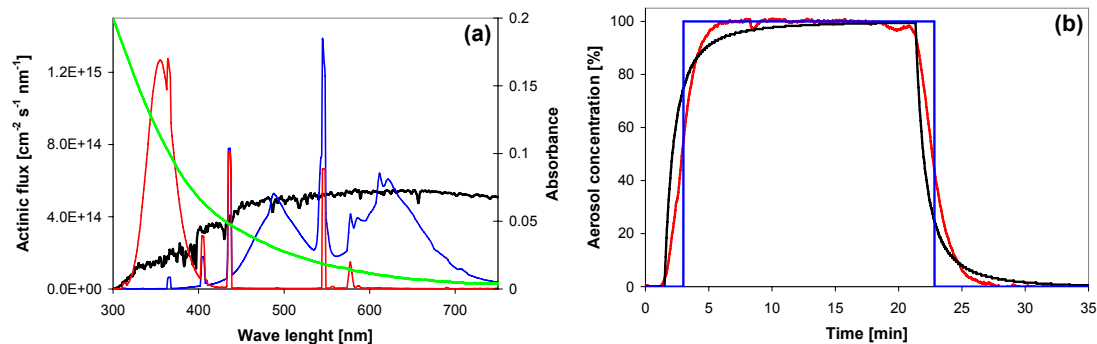 (a)
Actinic flux [cm-2 s-1 nm-1]
1.2E+15
8.0E+14
4.0E+14
0.0E+00
0.2
0.15
0.1
0.05
0
Absorbance
300
400
500
600
700
Wave lenght [nm]
(b)
Aerosol concentration [%]
100
80
60
40
20
0
0
5
10
15
20
25
30
35
Time [min]